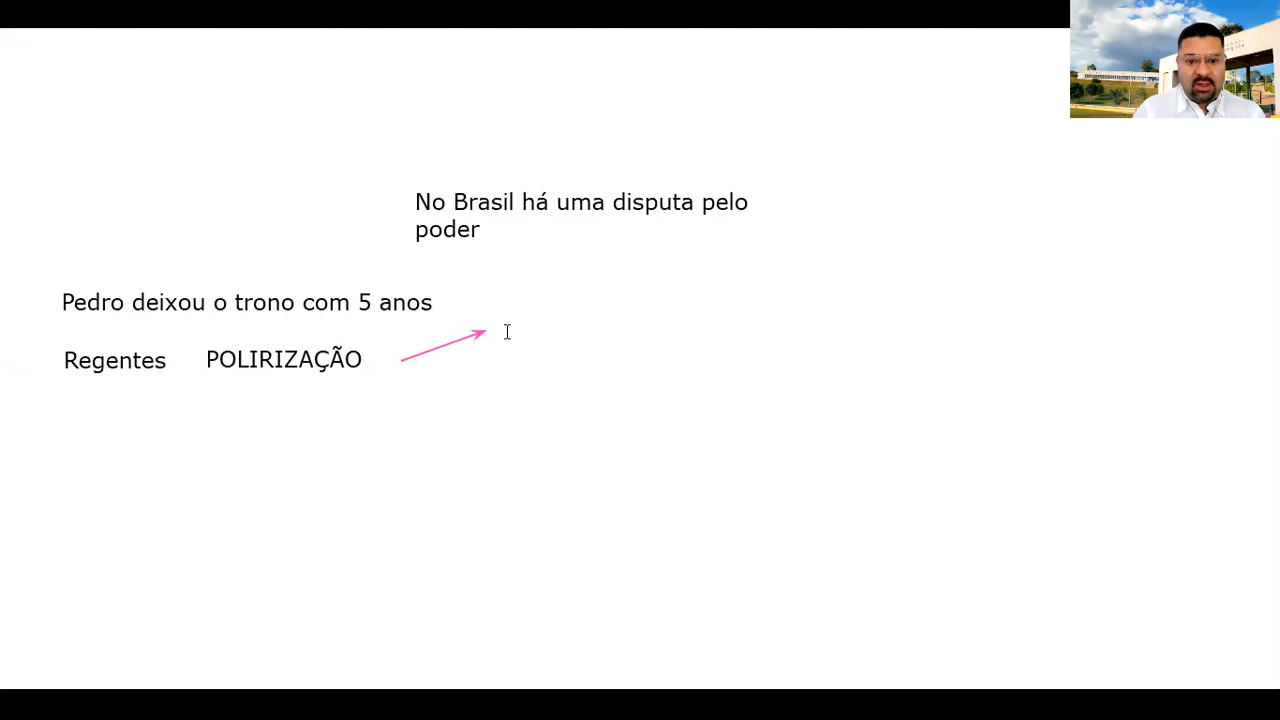 No Brasil há uma disputa pelo
poder
Pedro deixou o trono com 5 anos
Regentes POLIRIZAÇÃO